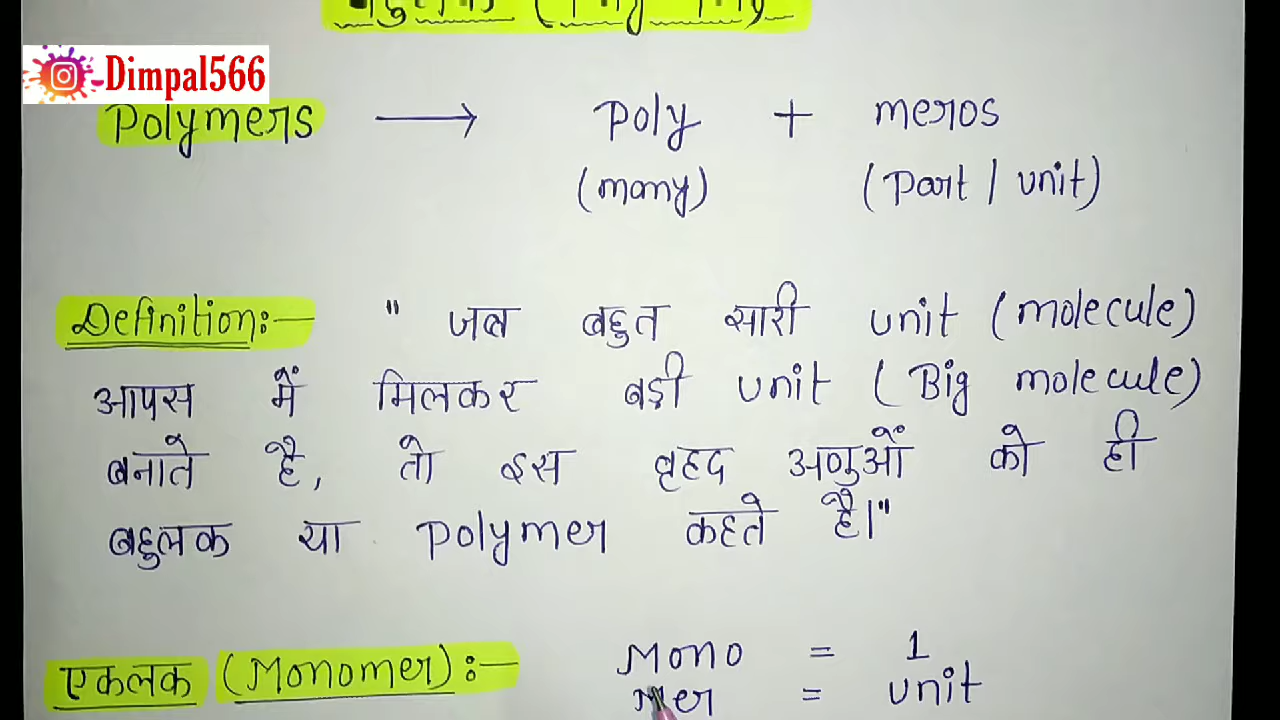 Dimpal566
Polymers → Poly + meros
(many) (Part / unit)
Definition:— " जब बहुत सारी unit (molecule)
आपस में मिलकर बड़ी unit (Big molecule)
बनाते है, तो इस वृहद अणुओं को ही
बहुलक या Polymer कहते है।"
एकलक (Monomer):— Mono = 1
Mer = unit